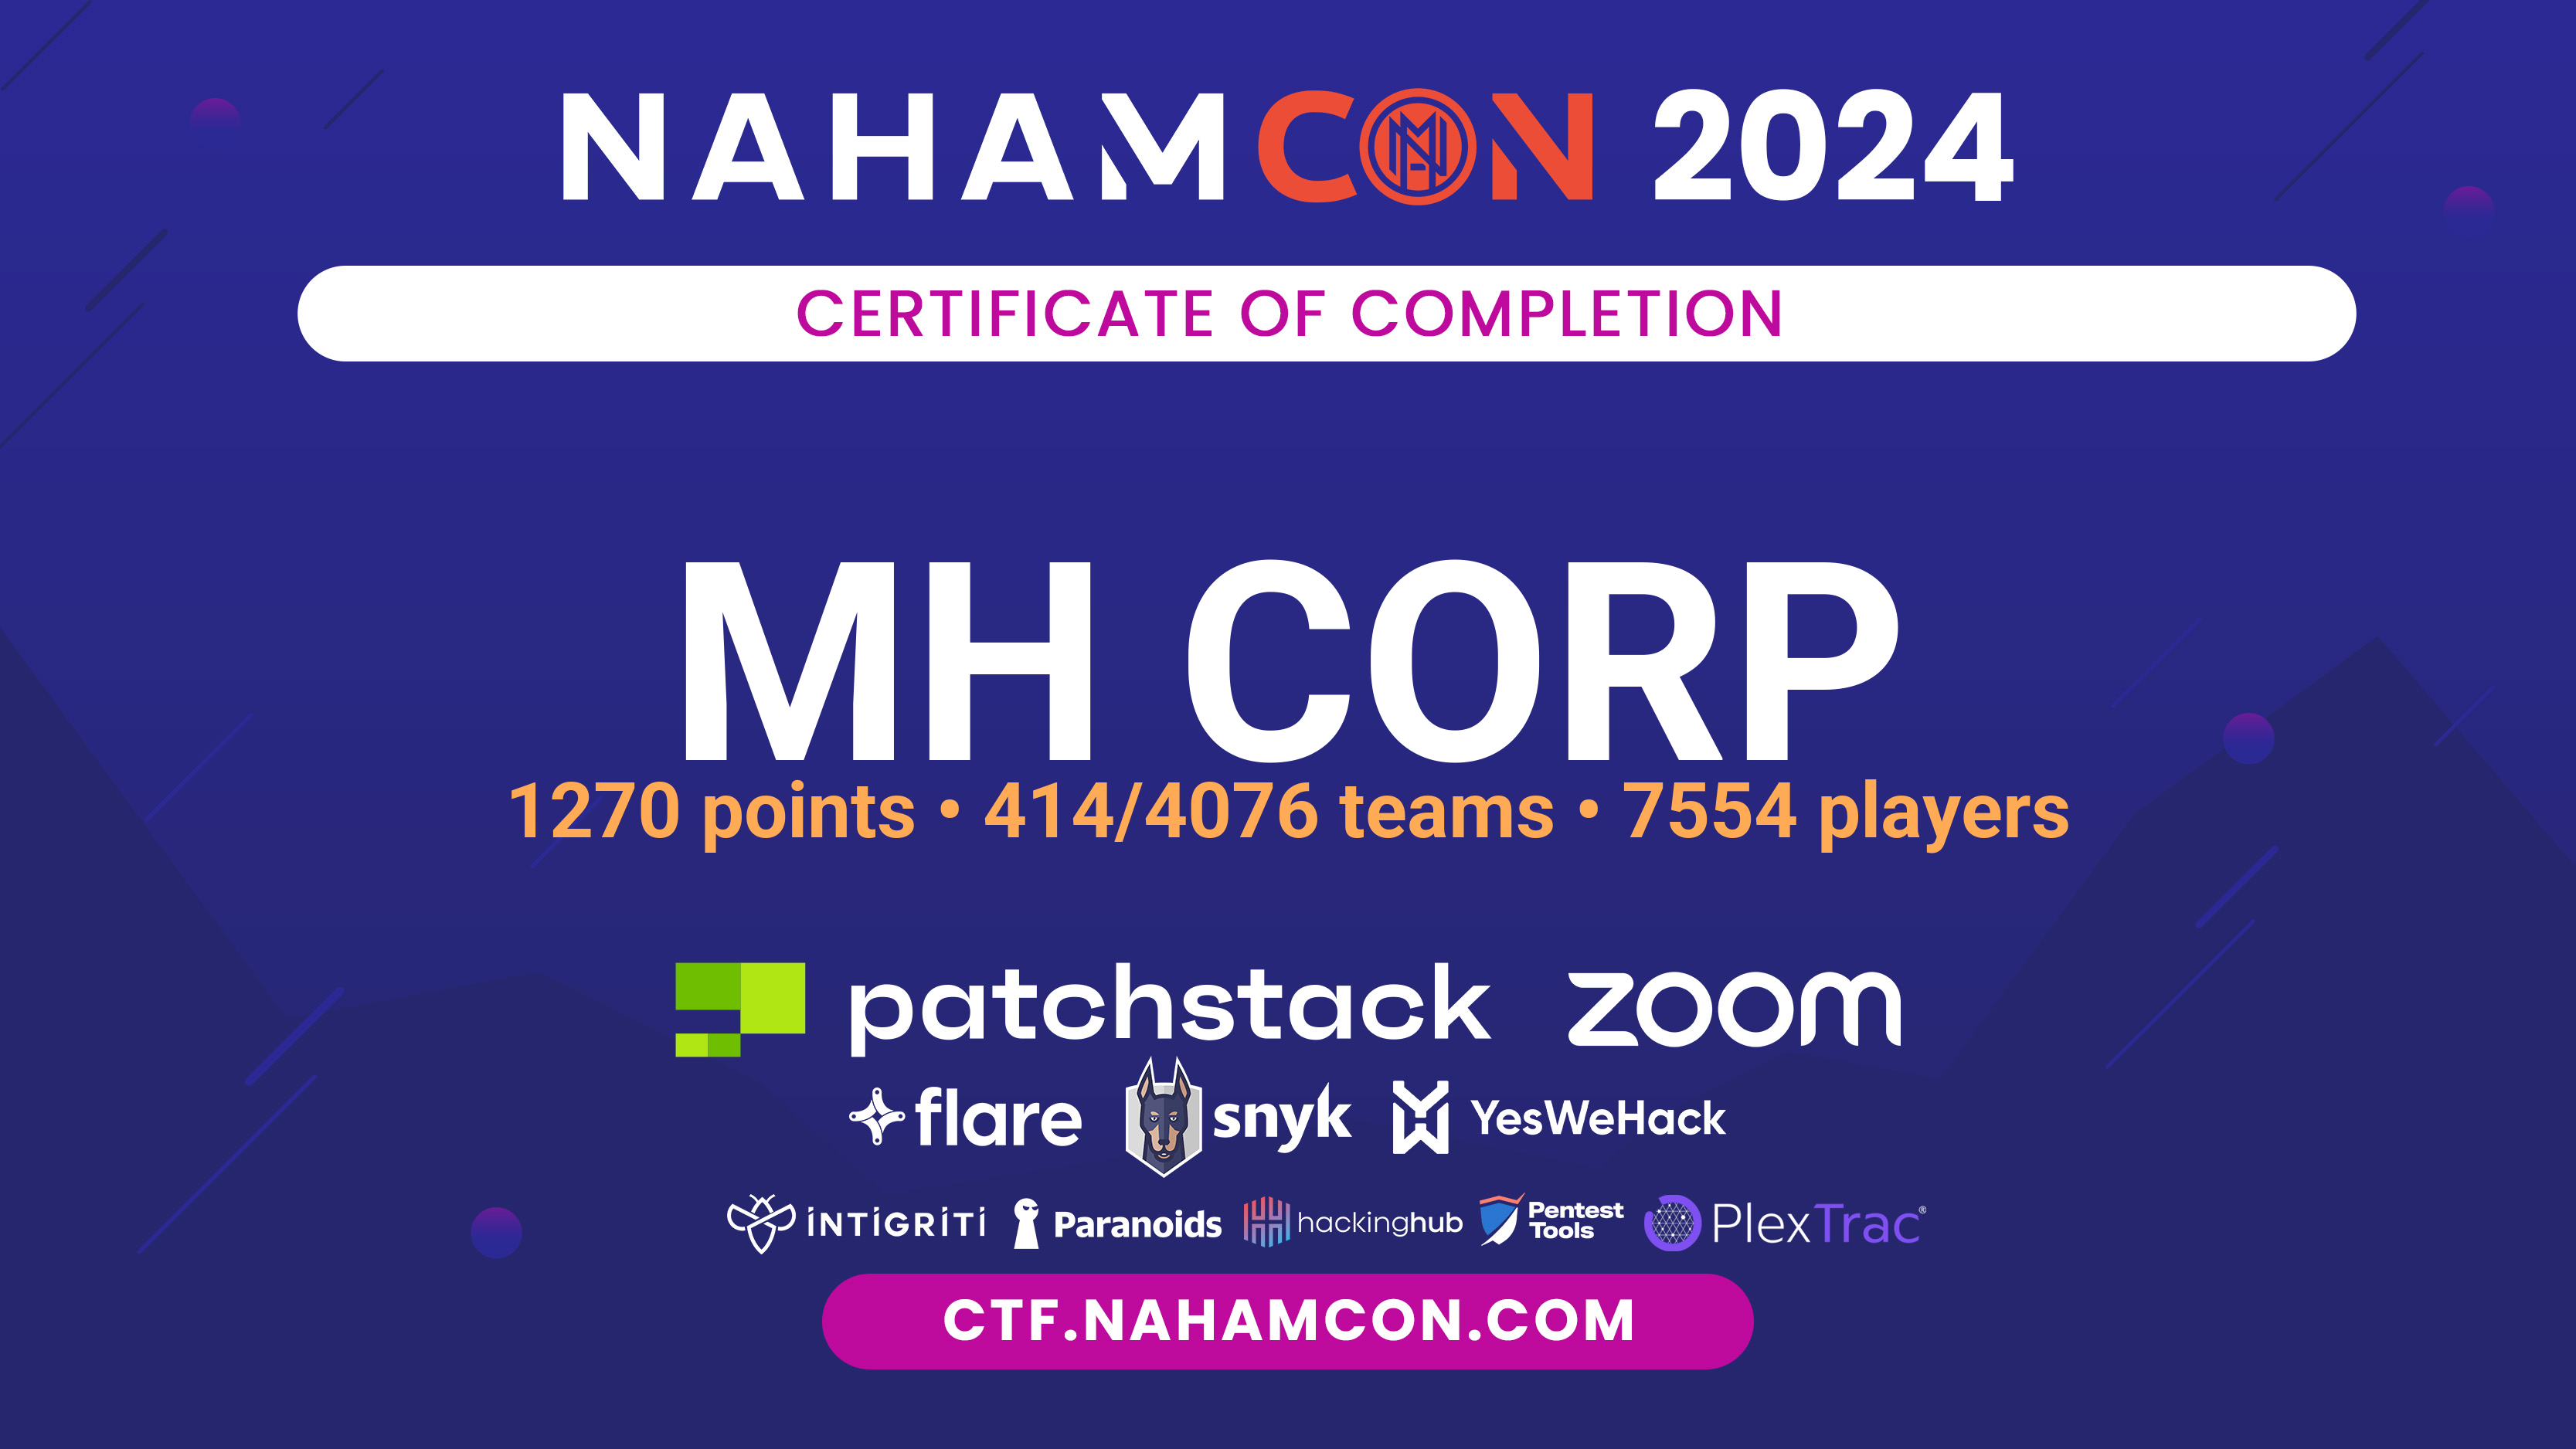 NAHAMCON 2024
CERTIFICATE OF COMPLETION
MH CORP
1270 points • 414/4076 teams • 7554 players
patchstack zoom
flare snyk YesWeHack
INTIGRITI Paranoids hackinghub Pentest Tools PlexTrac®
CTF.NAHAMCON.COM